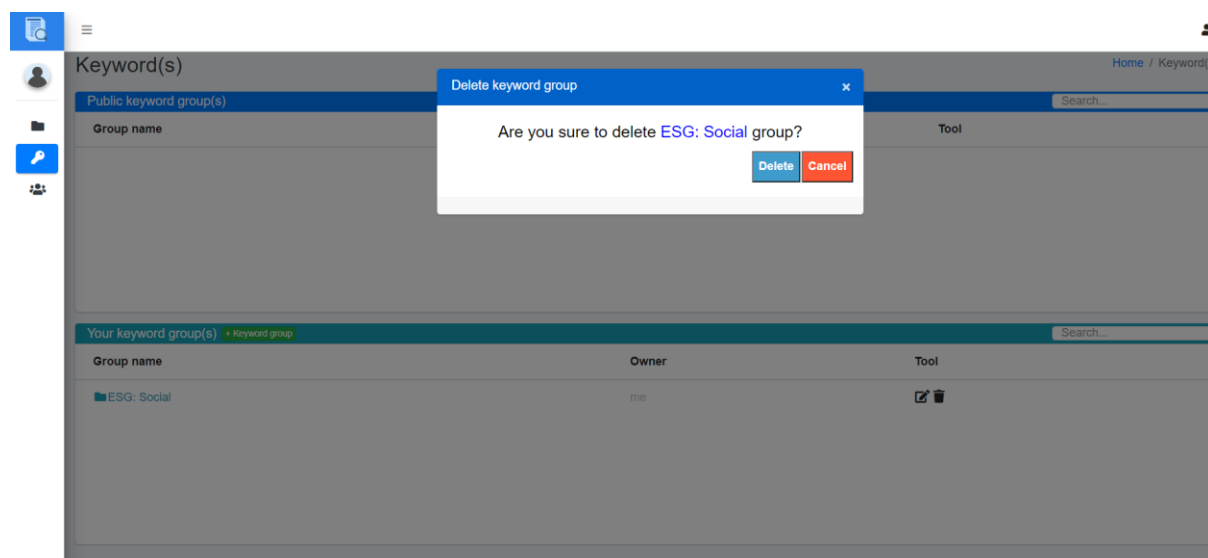 Keyword(s)
Home / Keyword(
Delete keyword group ×
Public keyword group(s) Search...
Group name Tool
Are you sure to delete ESG: Social group?
Delete Cancel
Your keyword group(s) + Keyword group Search...
Group name Owner Tool
ESG: Social me